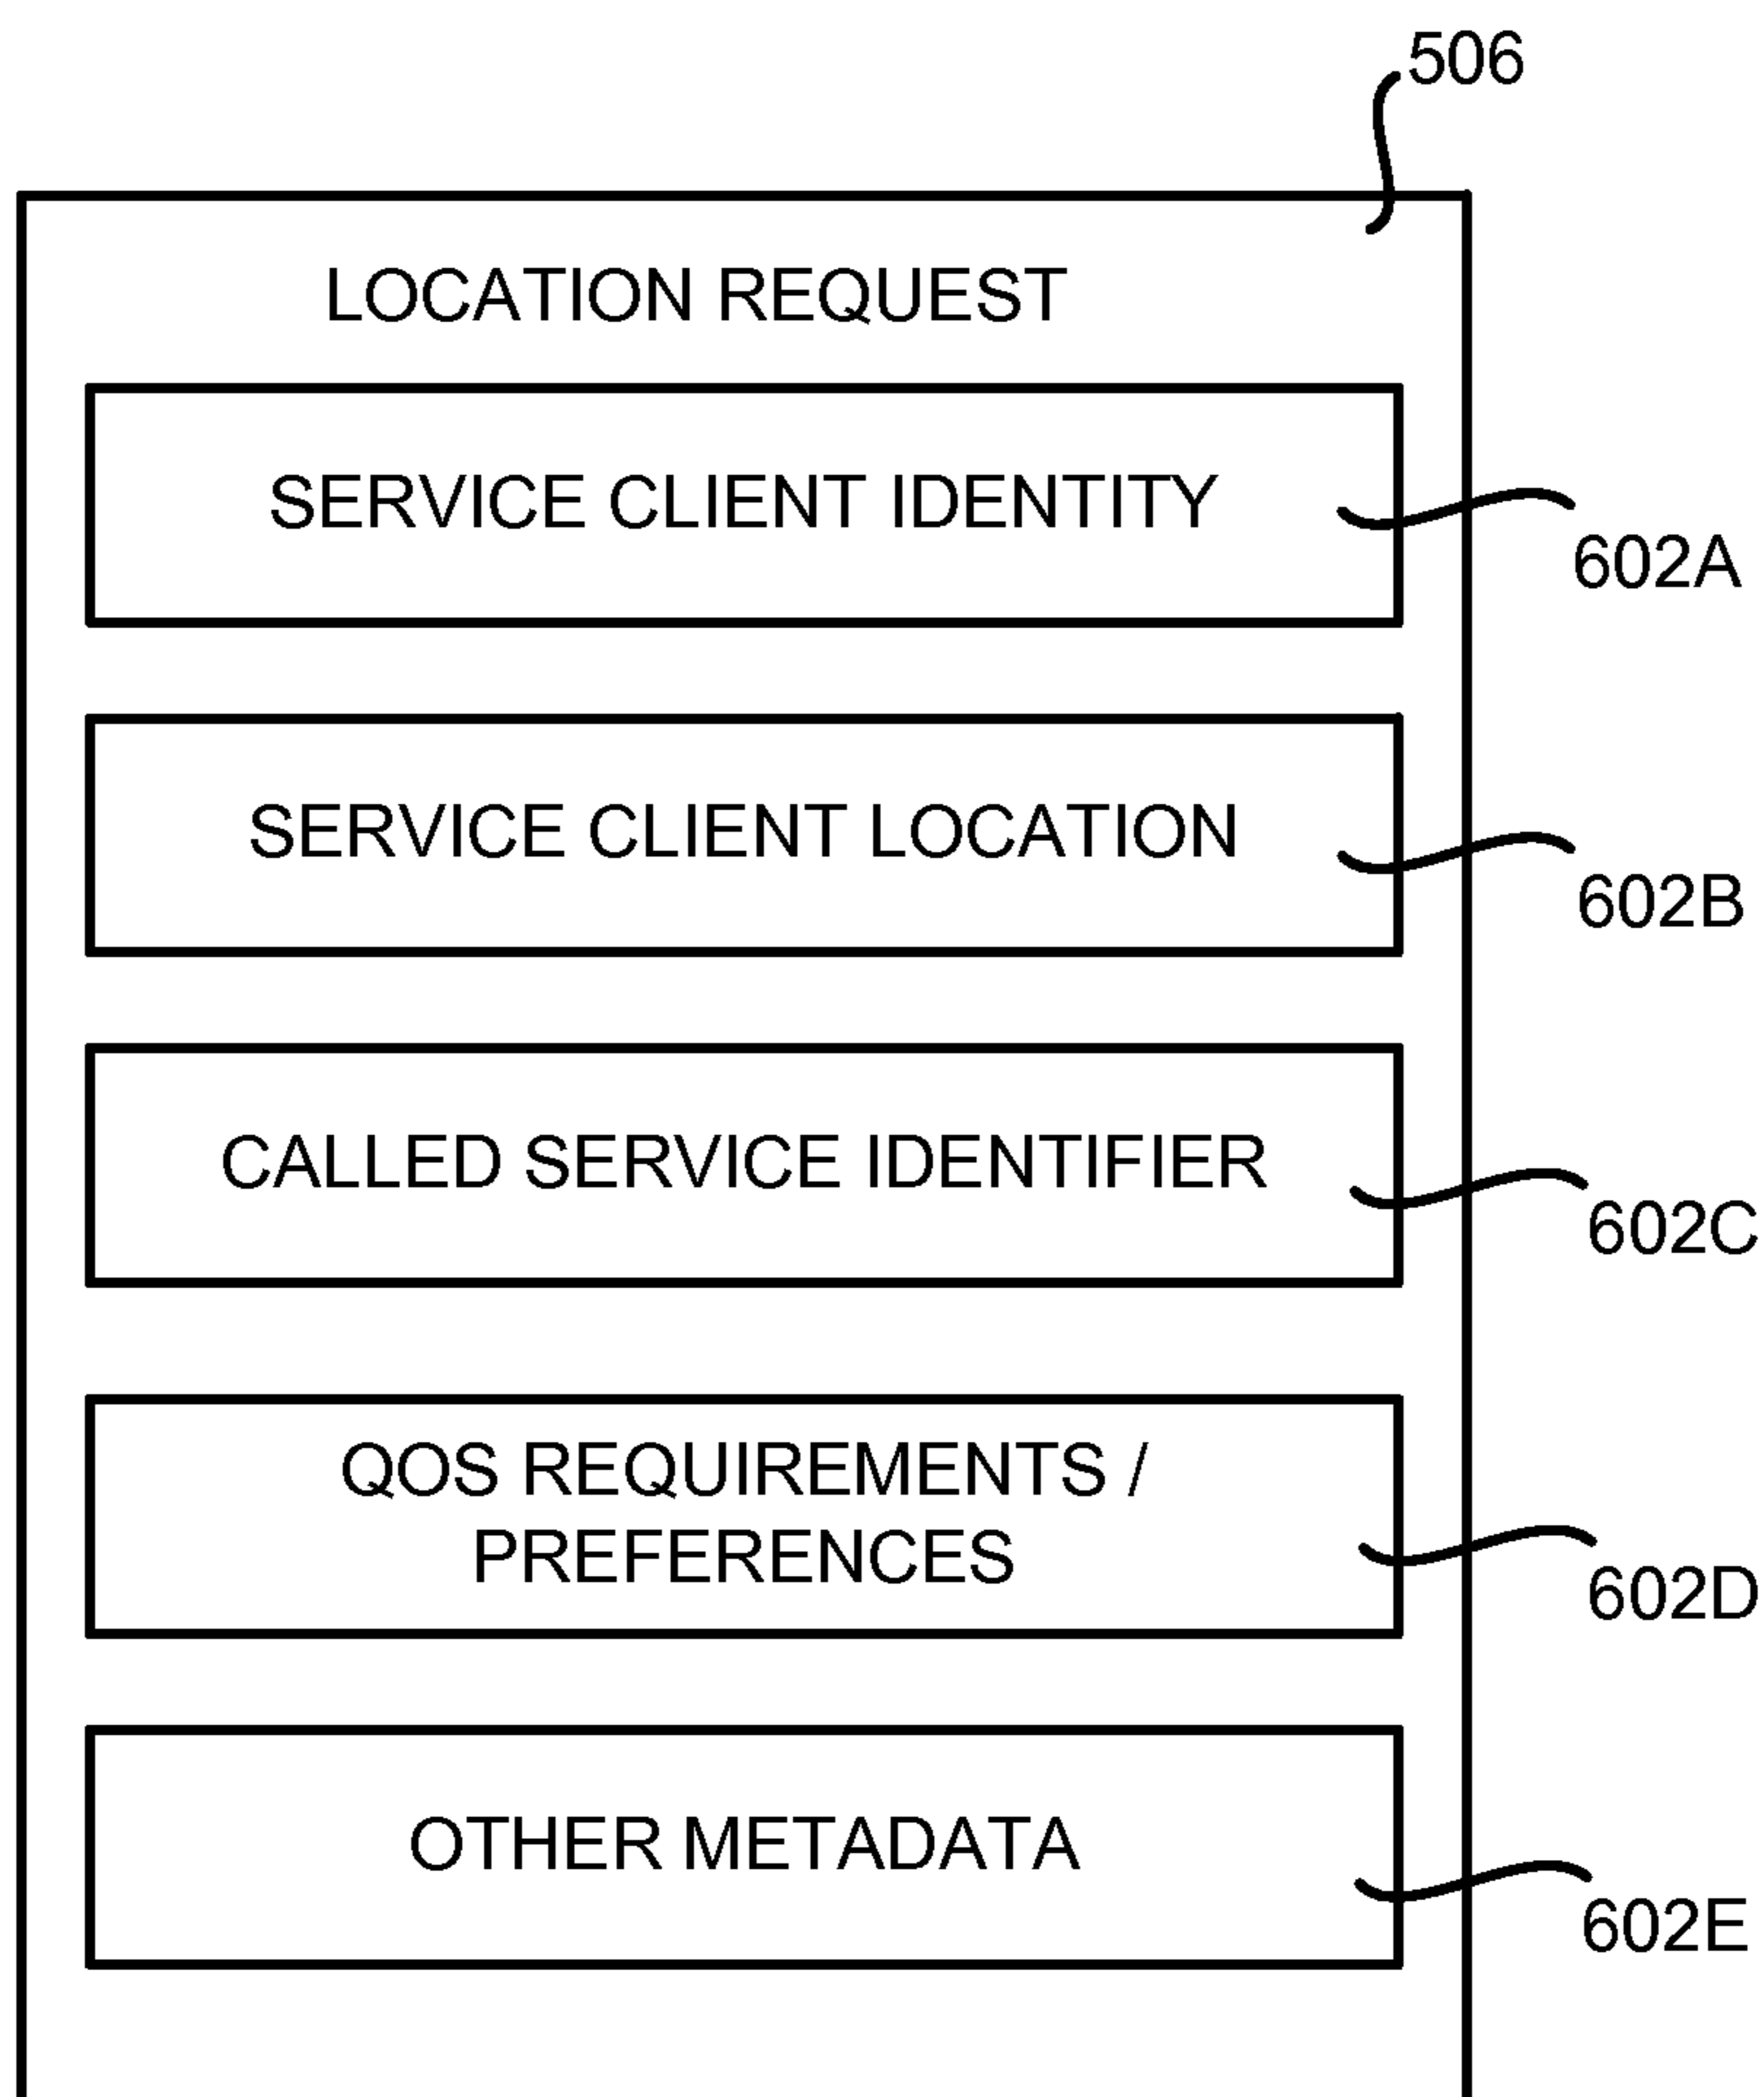 506
LOCATION REQUEST
SERVICE CLIENT IDENTITY
602A
SERVICE CLIENT LOCATION
602B
CALLED SERVICE IDENTIFIER
602C
QOS REQUIREMENTS /
PREFERENCES
602D
OTHER METADATA
602E